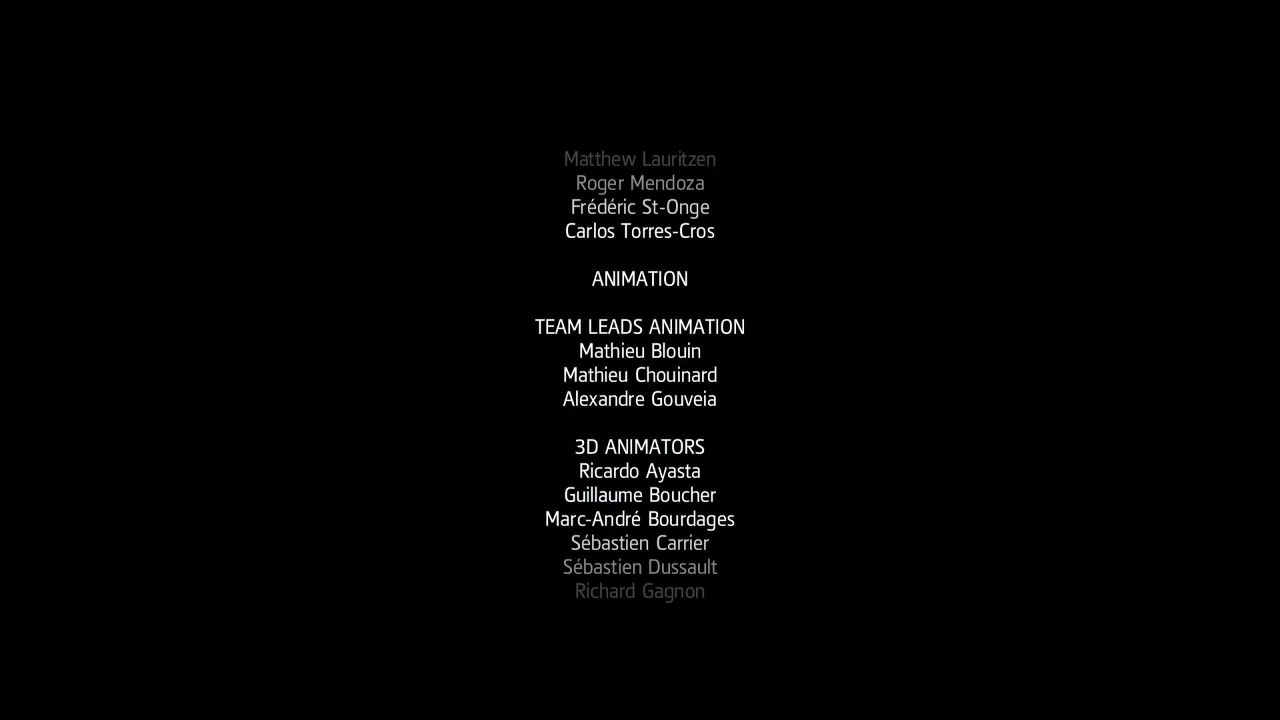 Matthew Lauritzen
Roger Mendoza
Frédéric St-Onge
Carlos Torres-Cros
ANIMATION
TEAM LEADS ANIMATION
Mathieu Blouin
Mathieu Chouinard
Alexandre Gouveia
3D ANIMATORS
Ricardo Ayasta
Guillaume Boucher
Marc-André Bourdages
Sébastien Carrier
Sébastien Dussault
Richard Gagnon